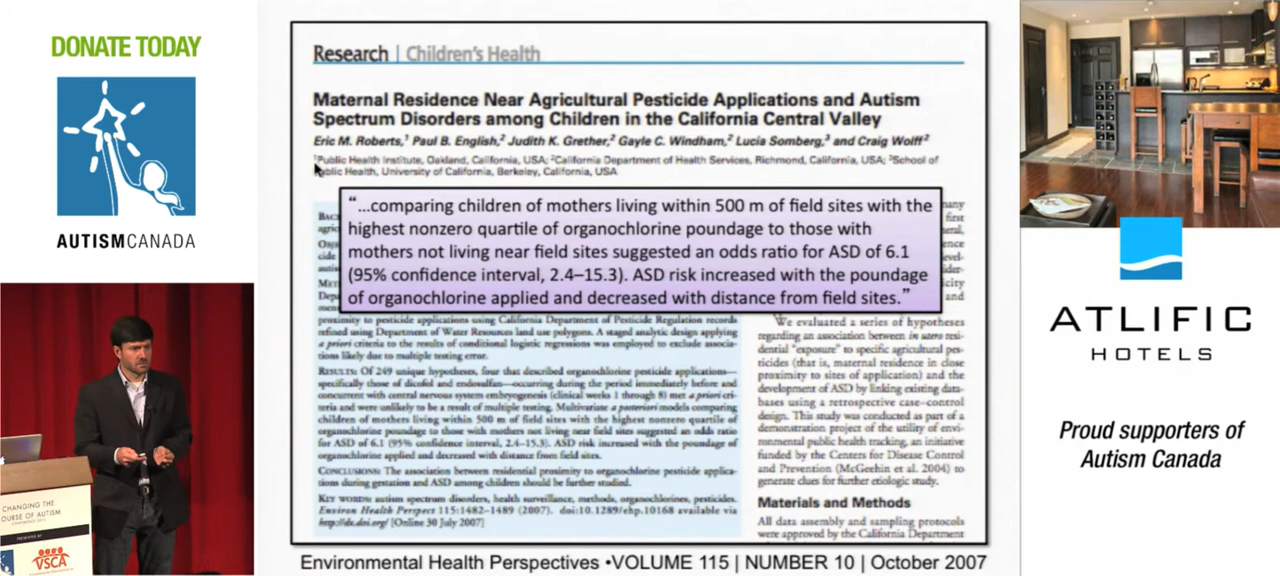 DONATE TODAY
AUTISMCANADA
Research | Children's Health
Maternal Residence Near Agricultural Pesticide Applications and Autism
Spectrum Disorders among Children in the California Central Valley
Eric M. Roberts,1 Paul B. English,2 Judith K. Grether,2 Gayle C. Windham,2 Lucia Somberg,3 and Craig Wolff2
1Public Health Institute, Oakland, California, USA; 2California Department of Health Services, Richmond, California, USA; 3School of
Public Health, University of California, Berkeley, California, USA
"…comparing children of mothers living within 500 m of field sites with the
highest nonzero quartile of organochlorine poundage to those with
mothers not living near field sites suggested an odds ratio for ASD of 6.1
(95% confidence interval, 2.4–15.3). ASD risk increased with the poundage
of organochlorine applied and decreased with distance from field sites."
proximity to pesticide applications using California Department of Pesticide Regulation records
refined using Department of Water Resources land use polygons. A staged analytic design applying
a priori criteria to the results of conditional logistic regressions was employed to exclude associa-
tions likely due to multiple testing error.
RESULTS: Of 249 unique hypotheses, four that described organochlorine pesticide applications—
specifically those of dicofol and endosulfan—occurring during the period immediately before and
concurrent with central nervous system embryogenesis (clinical weeks 1 through 8) met a priori cri-
teria and were unlikely to be a result of multiple testing. Multivariate a posteriori models comparing
children of mothers living within 500 m of field sites with the highest nonzero quartile of
organochlorine poundage to those with mothers not living near field sites suggested an odds ratio
for ASD of 6.1 (95% confidence interval, 2.4–15.3). ASD risk increased with the poundage of
organochlorine applied and decreased with distance from field sites.
CONCLUSIONS: The association between residential proximity to organochlorine pesticide applica-
tions during gestation and ASD among children should be further studied.
KEY WORDS: autism spectrum disorders, health surveillance, methods, organochlorines, pesticides.
Environ Health Perspect 115:1482–1489 (2007). doi:10.1289/ehp.10168 available via
http://dx.doi.org/ [Online 30 July 2007]
many
first
and
We evaluated a series of hypotheses
regarding an association between in utero resi-
dential "exposure" to specific agricultural pes-
ticides (that is, maternal residence in close
proximity to sites of application) and the
development of ASD by linking existing data-
bases using a retrospective case–control
design. This study was conducted as part of a
demonstration project of the utility of envi-
ronmental public health tracking, an initiative
funded by the Centers for Disease Control
and Prevention (McGeehin et al. 2004) to
generate clues for further etiologic study.
Materials and Methods
All data assembly and sampling protocols
were approved by the California Department
Environmental Health Perspectives •VOLUME 115 | NUMBER 10 | October 2007
CHANGING THE
COURSE OF AUTISM
VSCA
ATLIFIC
HOTELS
Proud supporters of
Autism Canada